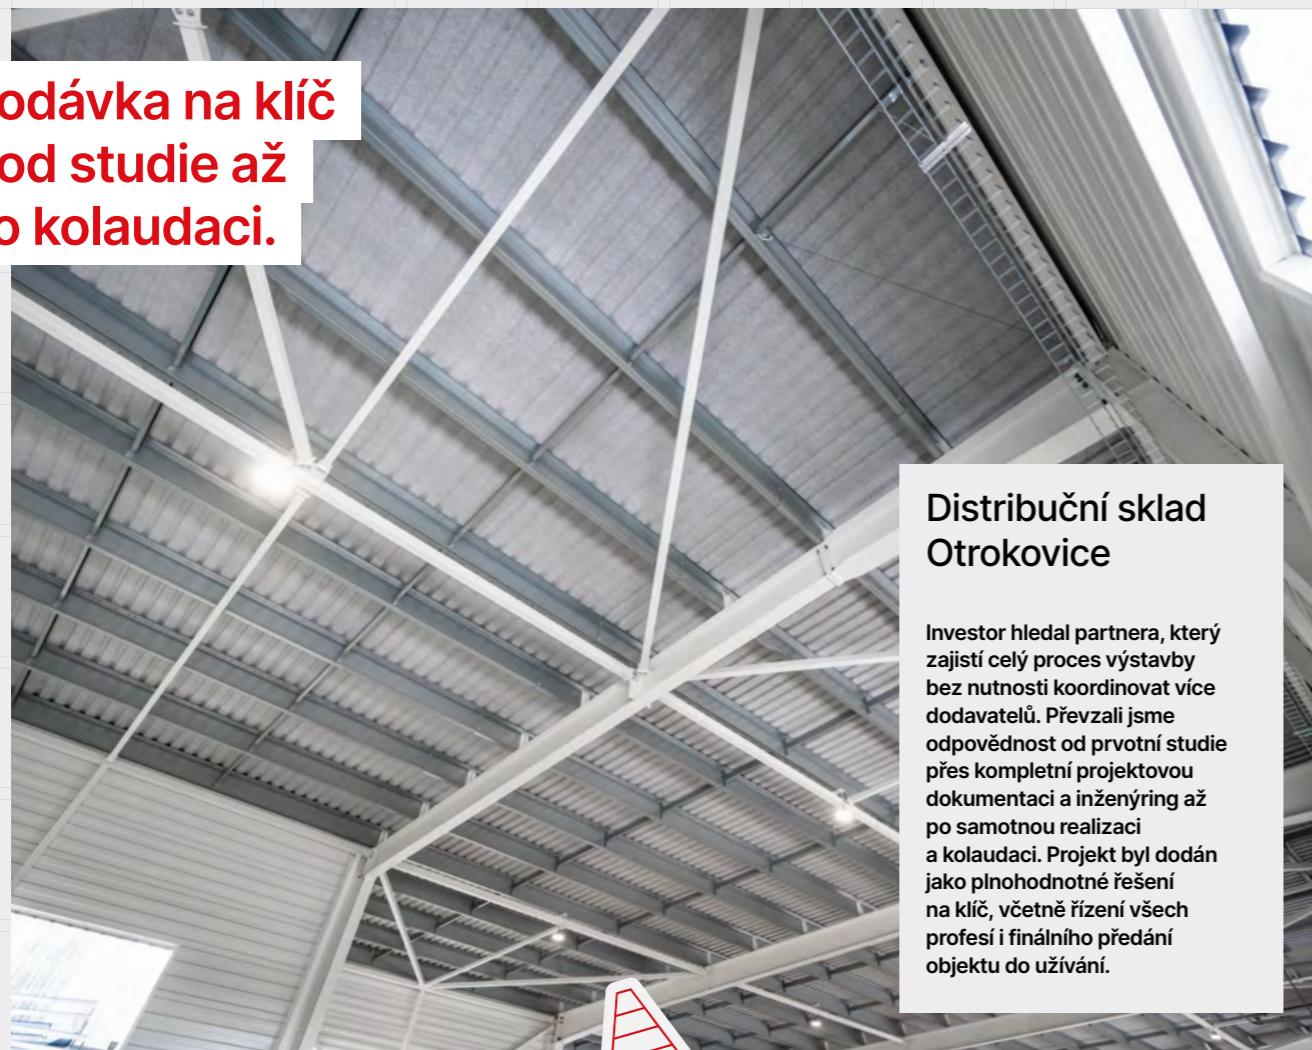 odávka na klíč
od studie až
o kolaudaci.
Distribuční sklad
Otrokovice
Investor hledal partnera, který
zajistí celý proces výstavby
bez nutnosti koordinovat více
dodavatelů. Převzali jsme
odpovědnost od prvotní studie
přes kompletní projektovou
dokumentaci a inženýring až
po samotnou realizaci
a kolaudaci. Projekt byl dodán
jako plnohodnotné řešení
na klíč, včetně řízení všech
profesí i finálního předání
objektu do užívání.